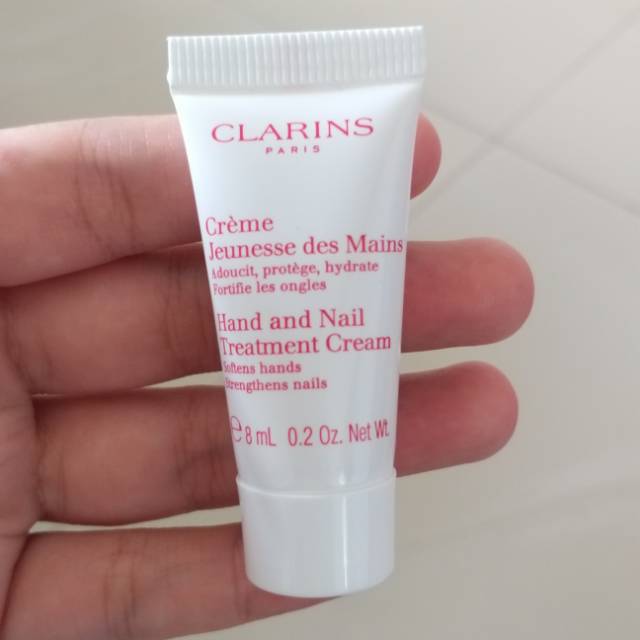 CLARINS
PARIS
Crème
Jeunesse des Mains
Adoucit, protège, hydrate
Fortifie les ongles
Hand and Nail
Treatment Cream
Softens hands
Strengthens nails
℮ 8 mL 0.2 Oz. Net Wt.